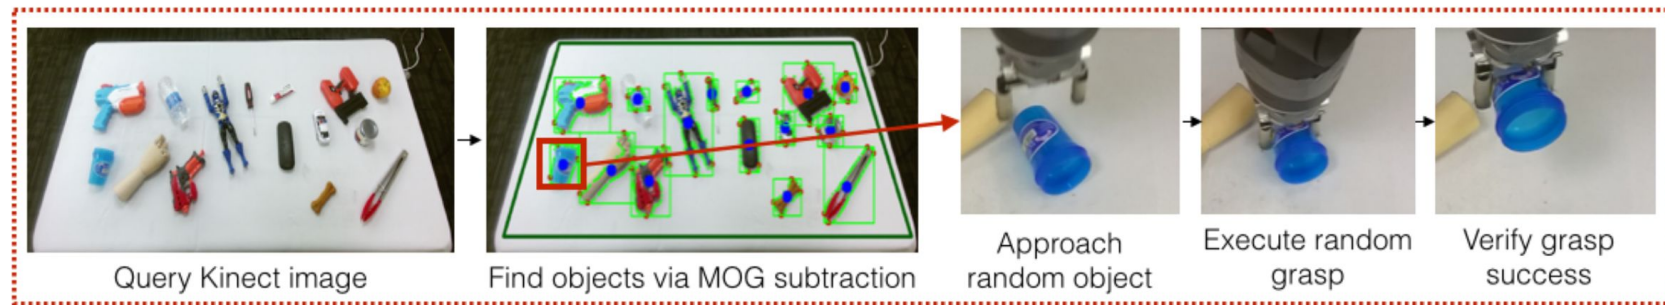 Query Kinect image
Find objects via MOG subtraction
Approach
random object
Execute random
grasp
Verify grasp
success